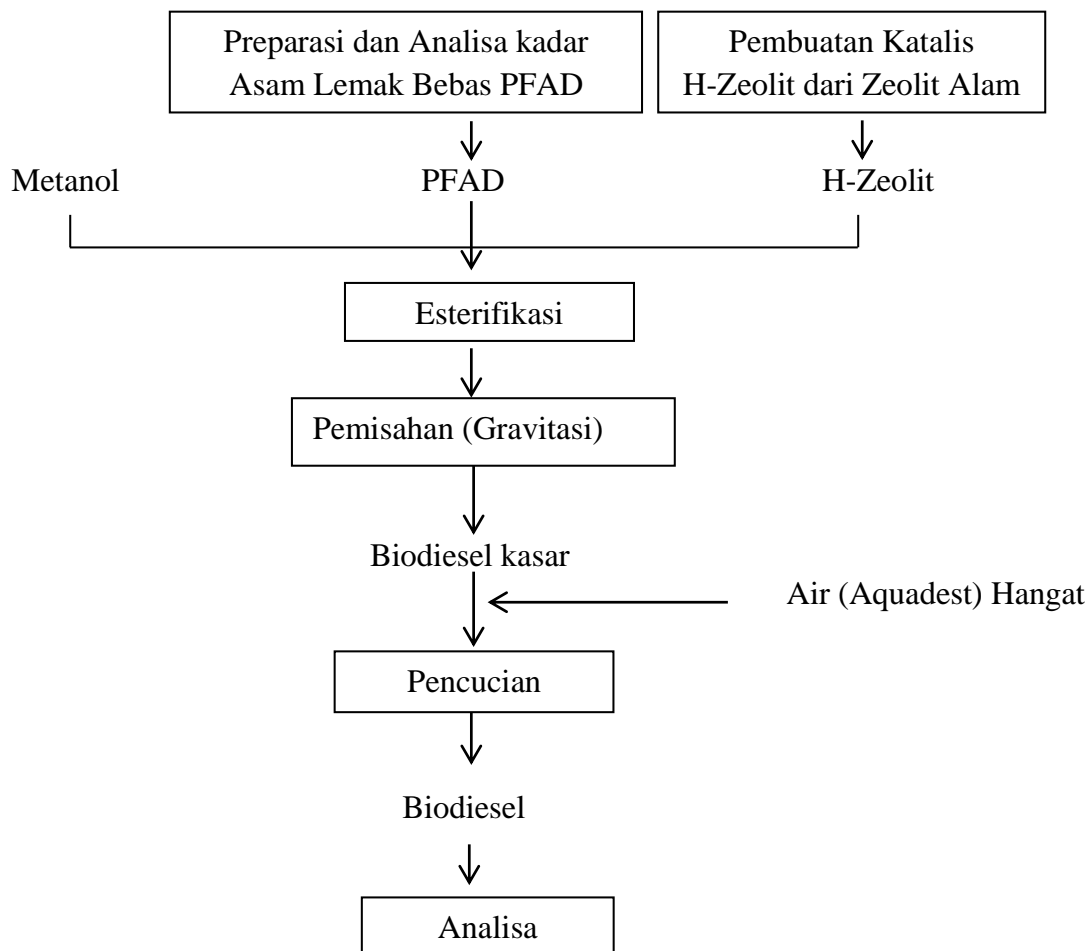 Preparasi dan Analisa kadar
Asam Lemak Bebas PFAD
Pembuatan Katalis
H-Zeolit dari Zeolit Alam
Metanol
PFAD
H-Zeolit
Esterifikasi
Pemisahan (Gravitasi)
Biodiesel kasar
Air (Aquadest) Hangat
Pencucian
Biodiesel
Analisa